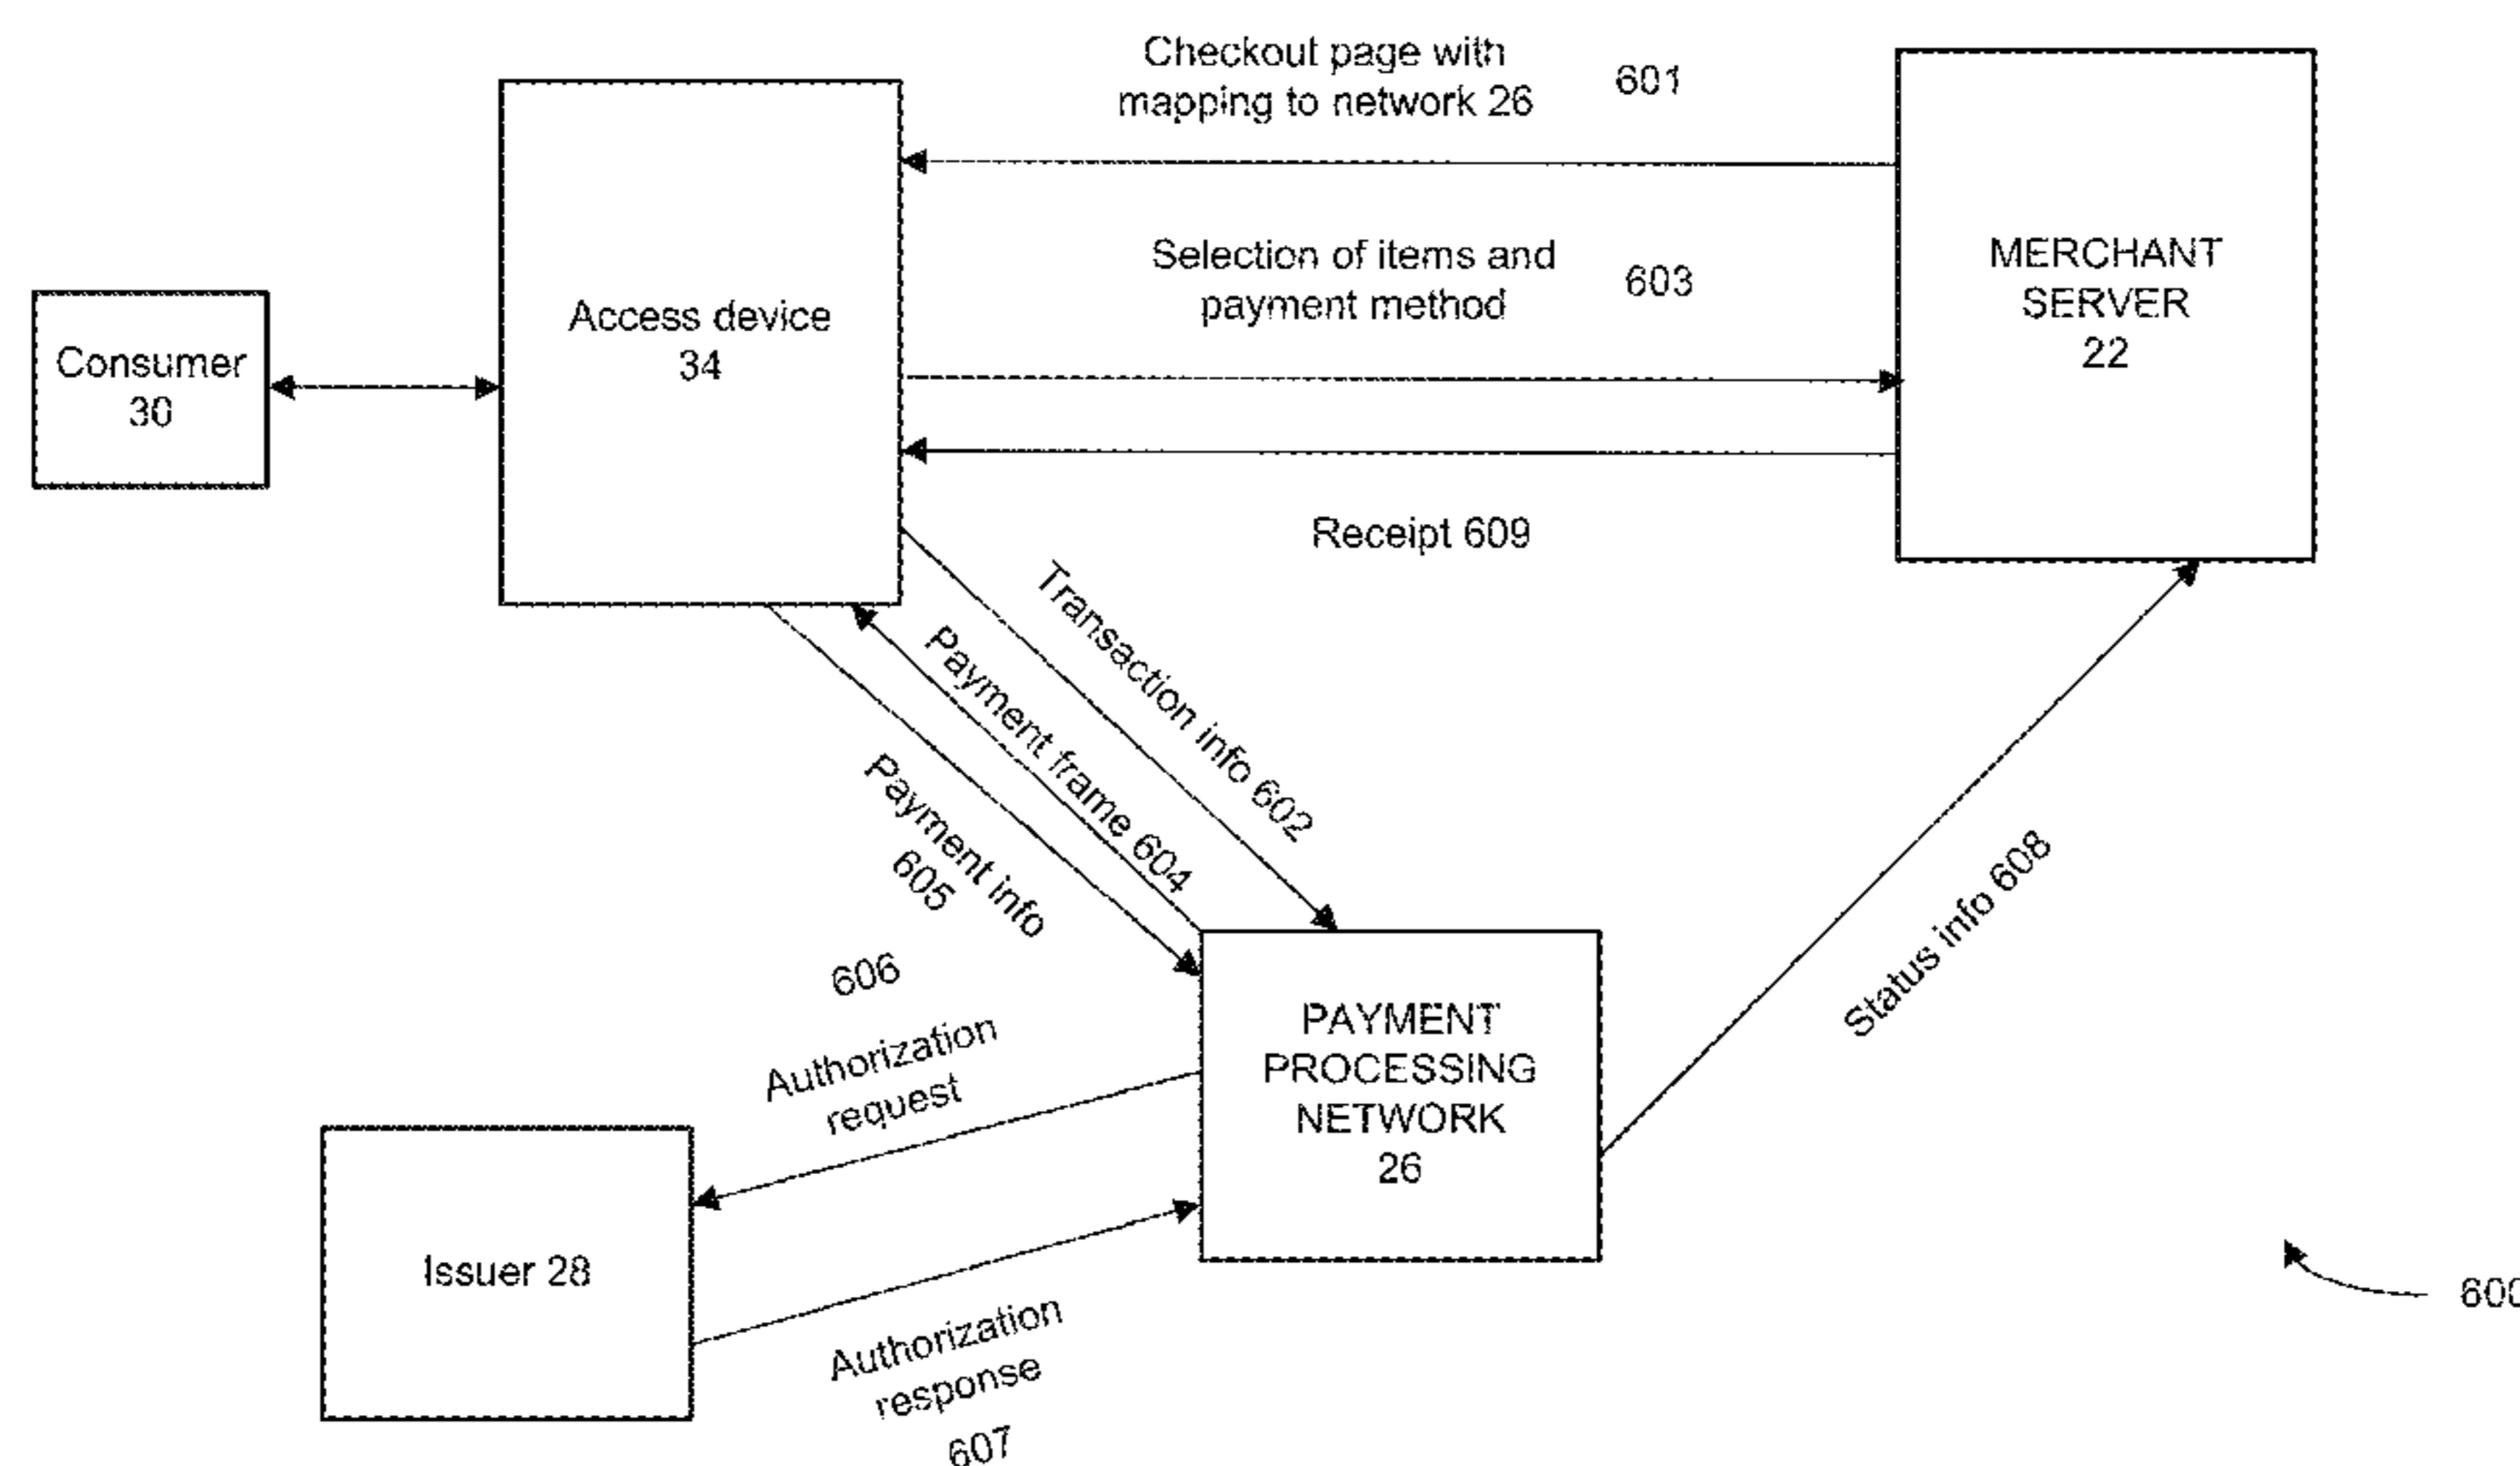 Checkout page with
mapping to network 26
601
Selection of items and
payment method
603
MERCHANT
SERVER
22
Access device
34
Consumer
30
Receipt 609
Transaction info 602
Payment frame 604
Payment info
605
606
Authorization
request
PAYMENT
PROCESSING
NETWORK
26
Status info 608
Issuer 28
Authorization
response
607
600